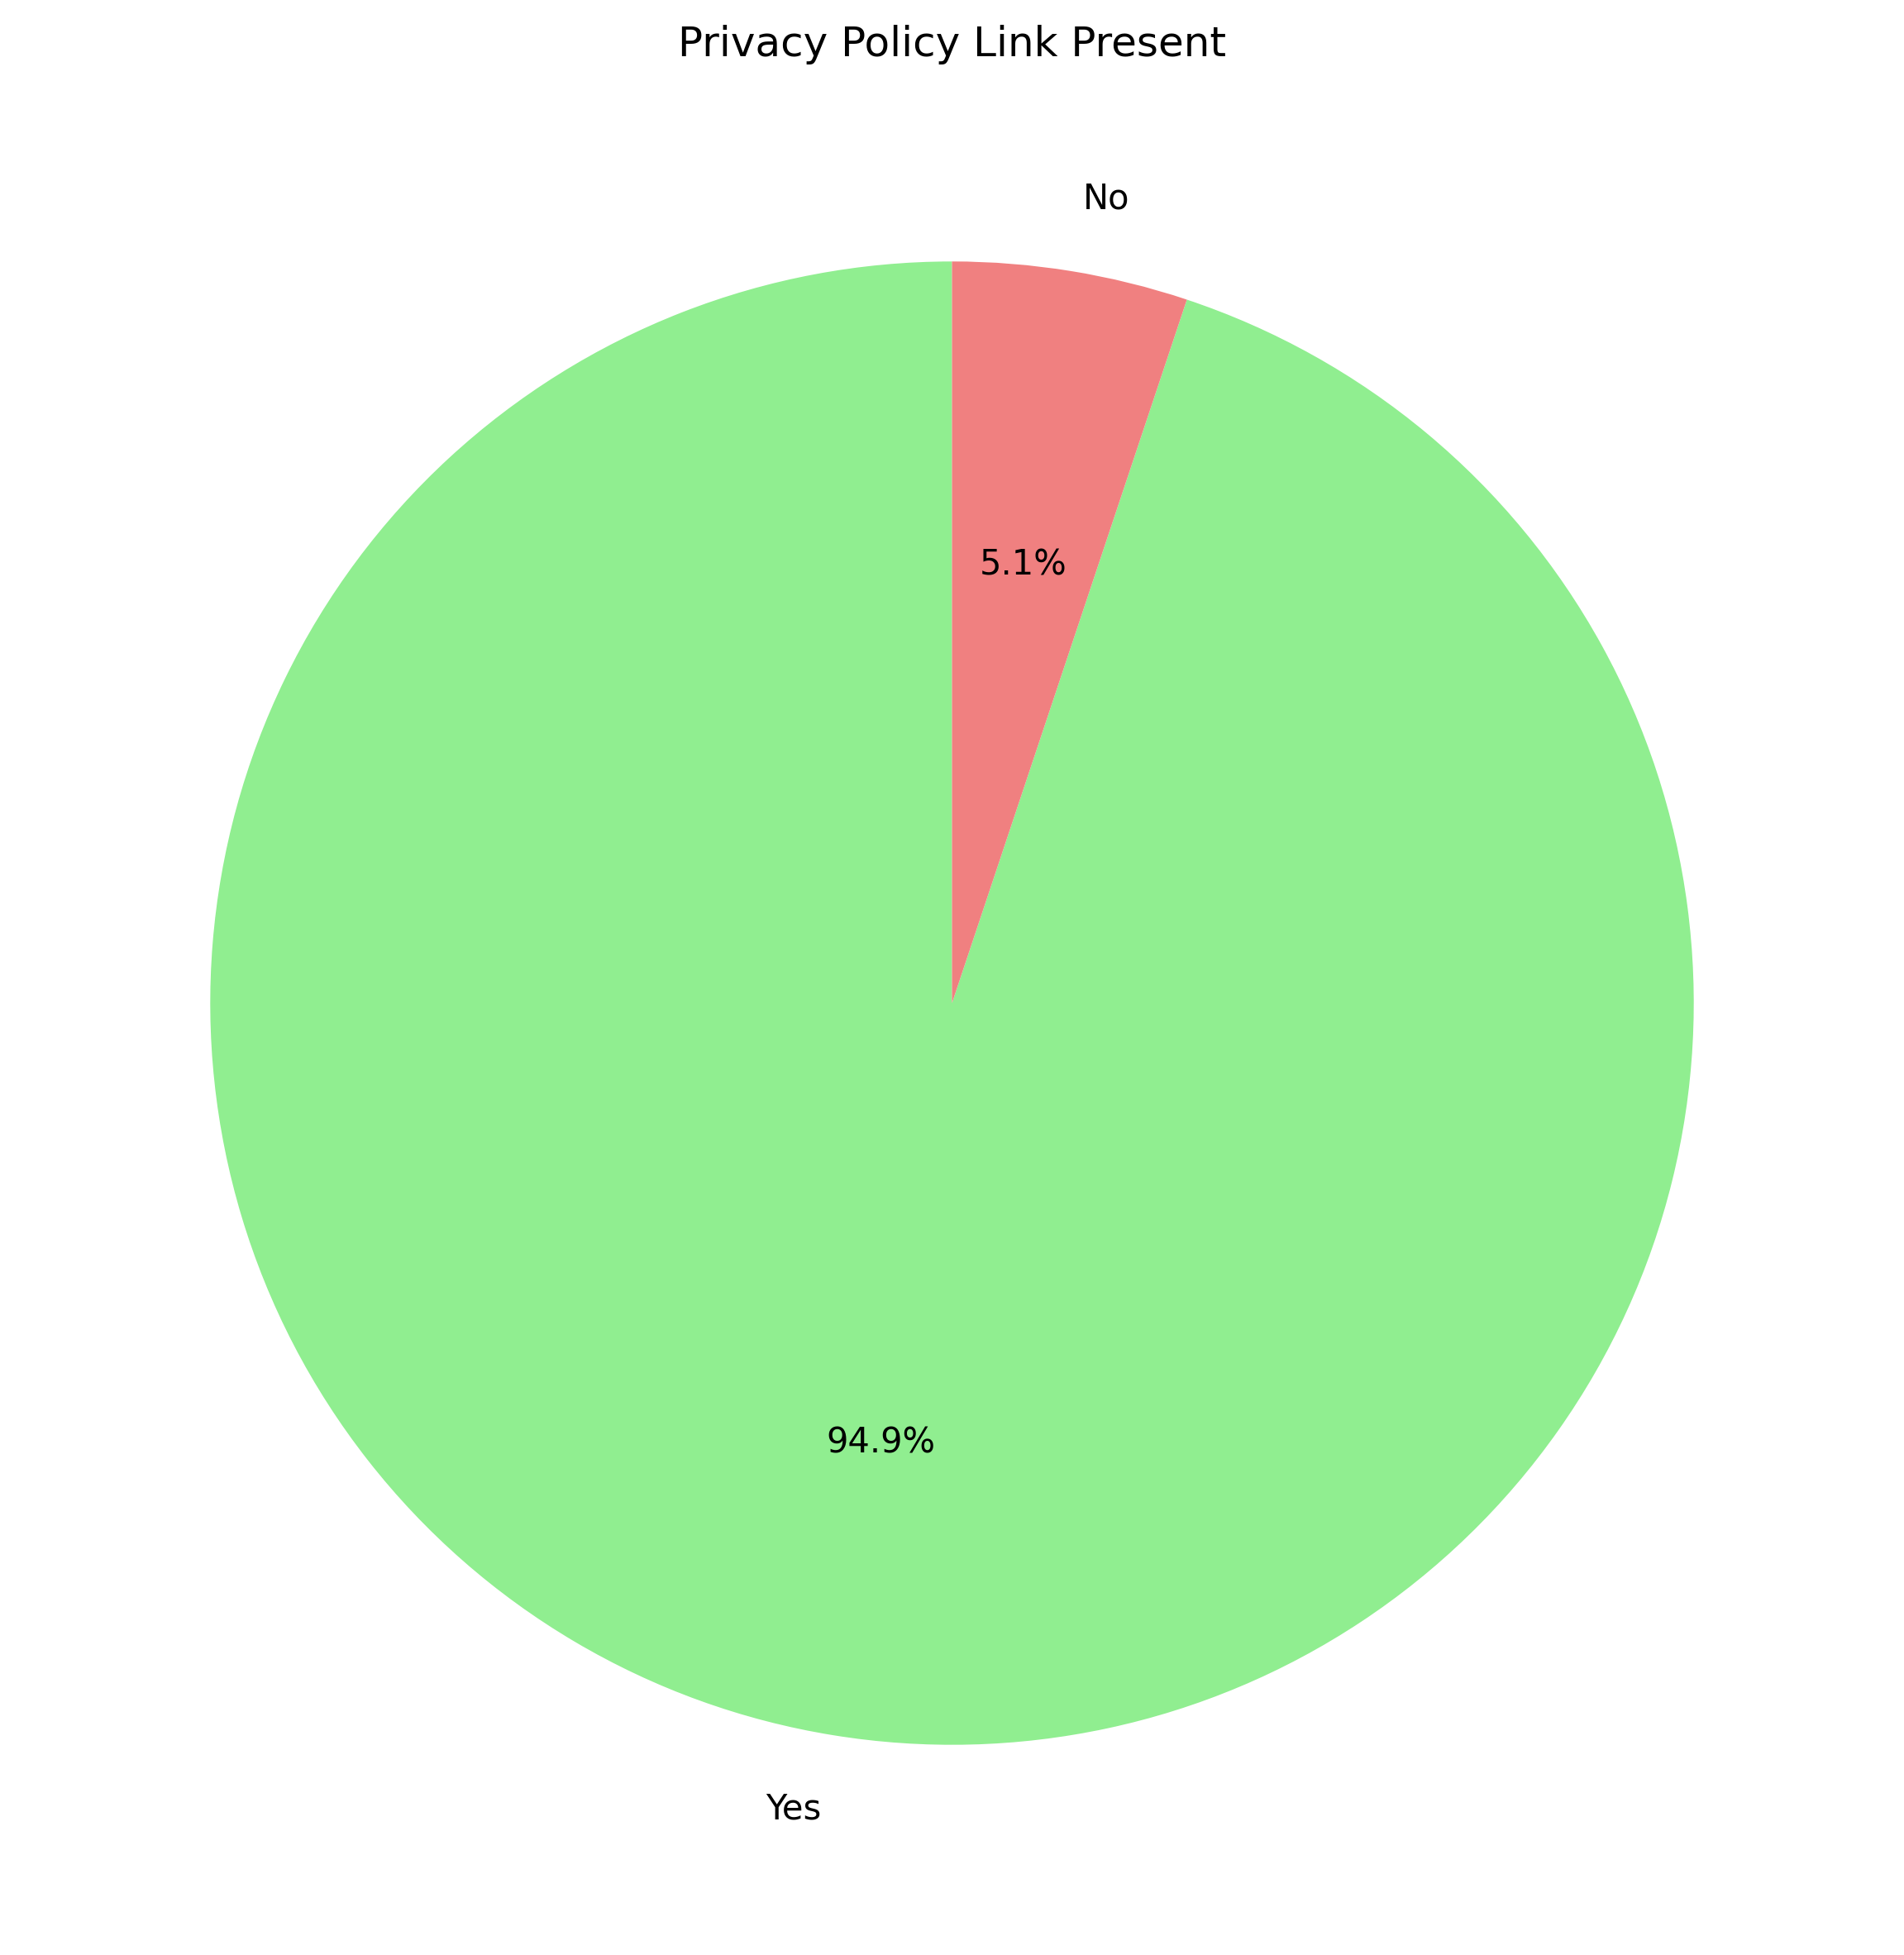 Privacy Policy Link Present
No
5.1%
94.9%
Yes